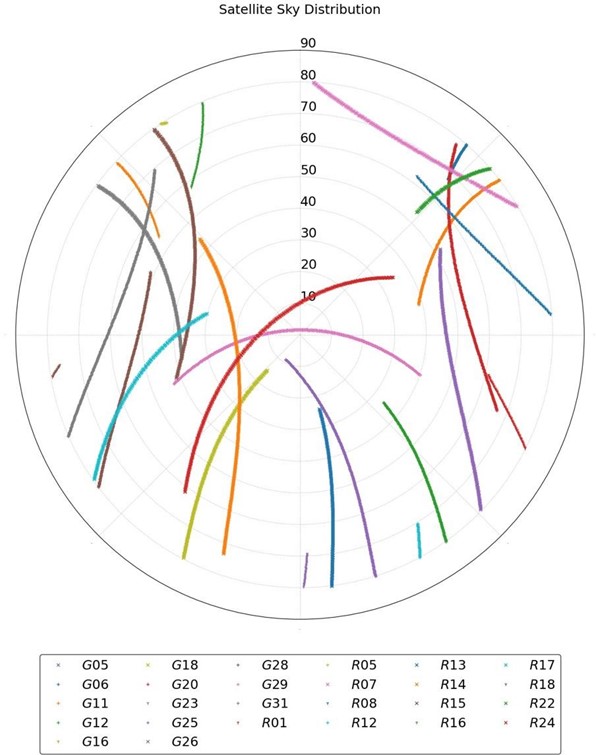 Satellite Sky Distribution
90
80
70
60
50
40
30
20
10
G05 G18 G28 R05 R13 R17
G06 G20 G29 R07 R14 R18
G11 G23 G31 R08 R15 R22
G12 G25 R01 R12 R16 R24
G16 G26